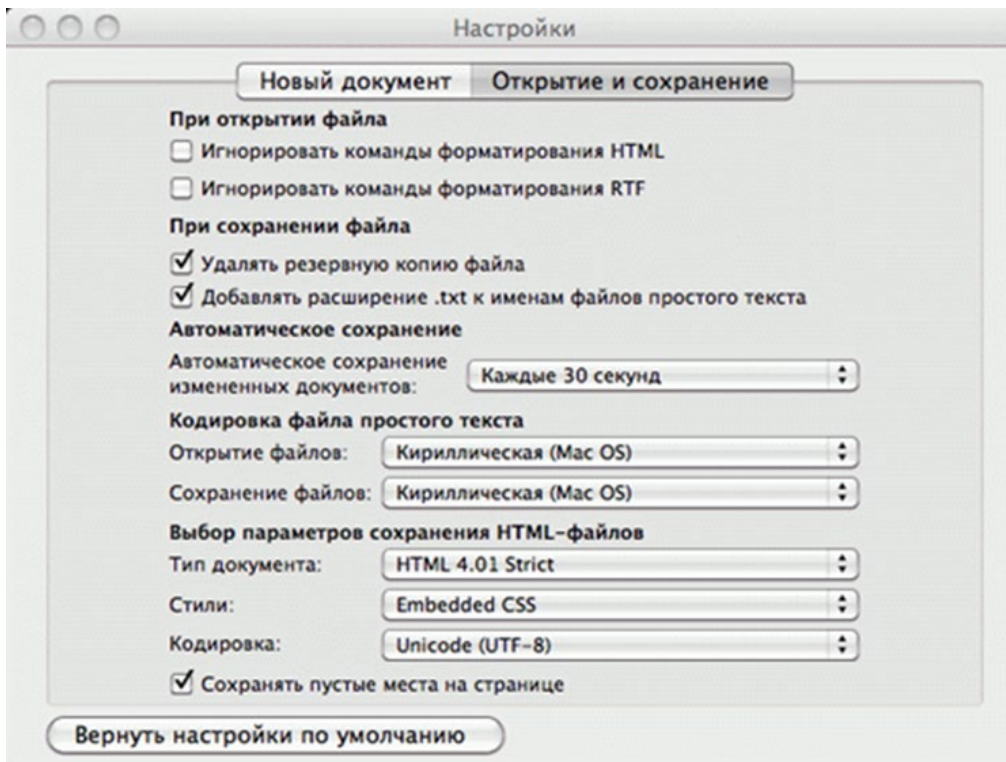 Настройки
Новый документ Открытие и сохранение
При открытии файла
Игнорировать команды форматирования HTML
Игнорировать команды форматирования RTF
При сохранении файла
Удалять резервную копию файла
Добавлять расширение .txt к именам файлов простого текста
Автоматическое сохранение
Автоматическое сохранение
измененных документов: Каждые 30 секунд
Кодировка файла простого текста
Открытие файлов: Кириллическая (Mac OS)
Сохранение файлов: Кириллическая (Mac OS)
Выбор параметров сохранения HTML-файлов
Тип документа: HTML 4.01 Strict
Стили: Embedded CSS
Кодировка: Unicode (UTF-8)
Сохранять пустые места на странице
Вернуть настройки по умолчанию